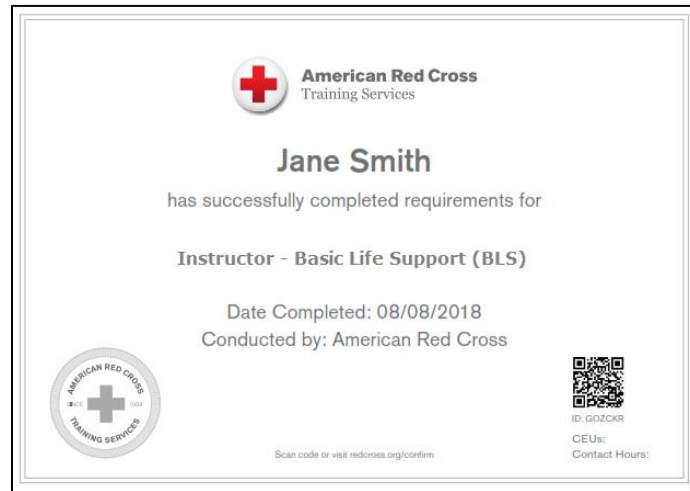 American Red Cross
Training Services
Jane Smith
has successfully completed requirements for
Instructor - Basic Life Support (BLS)
Date Completed: 08/08/2018
Conducted by: American Red Cross
AMERICAN RED CROSS
SINCE
TRAINING SERVICES
ID: GOZCKR
CEUs:
Contact Hours:
Scan code or visit redcross.org/confirm